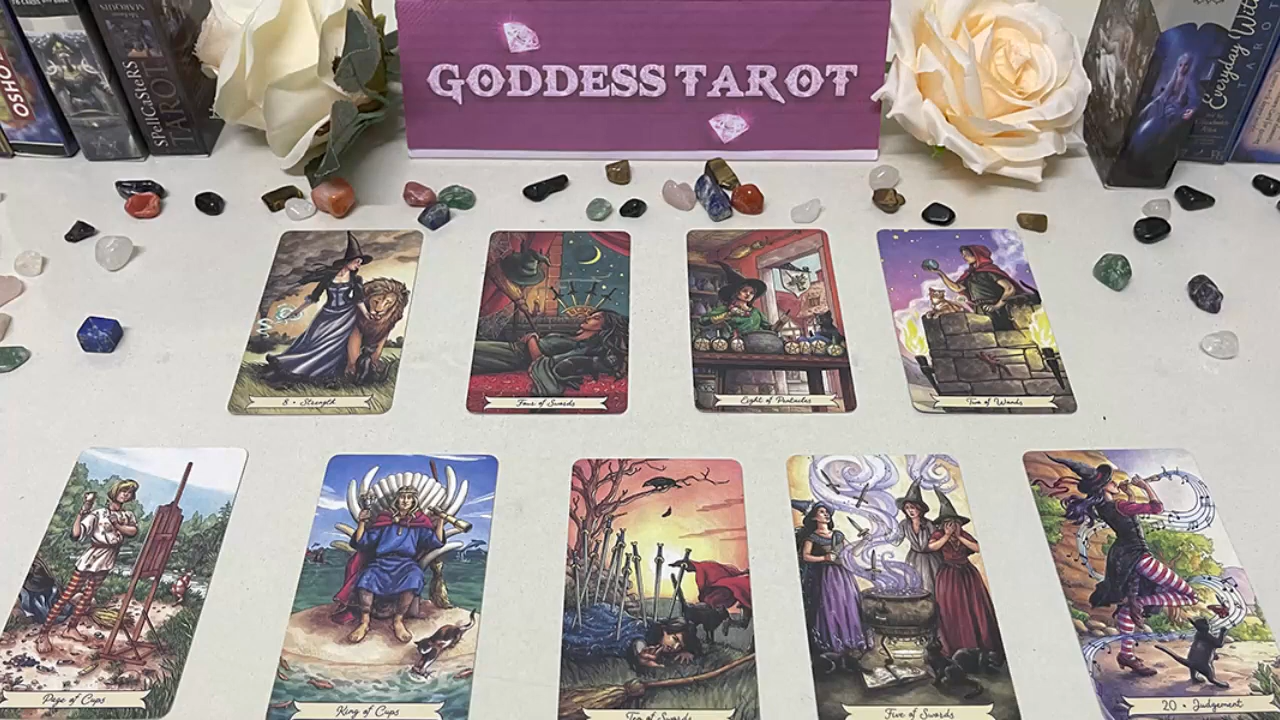 OSHO
SPellCaSteRS
TAROT
MARQUIS
GODDESS TAROT
Everyday Witch
TAROT
8 • Strength
Four of Swords
Eight of Pentacles
Two of Wands
Page of Cups
King of Cups
Ten of Swords
Five of Swords
20 • Judgement